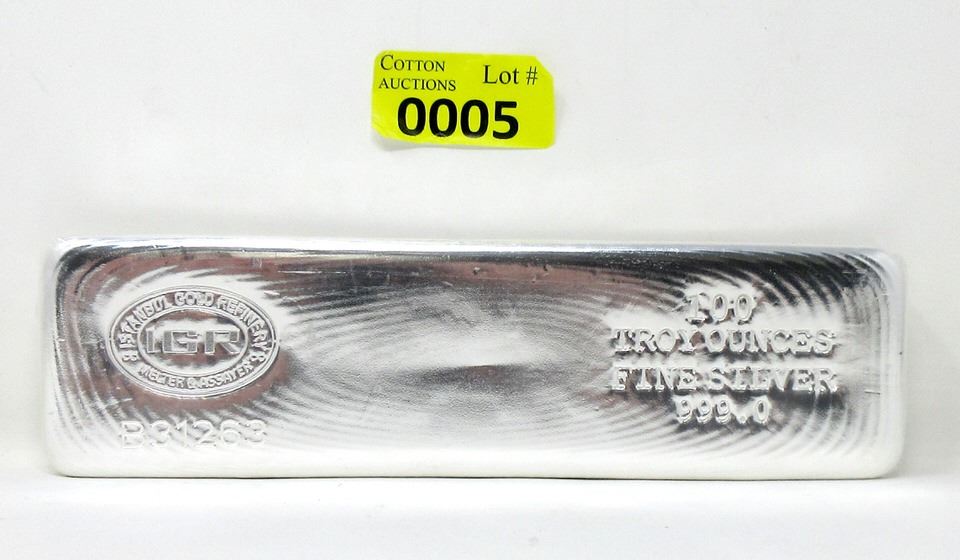 COTTON AUCTIONS
Lot #
0005
ISTANBUL GOLD REFINERY
IGR
MELTER & ASSAYER
B31263
100
TROY OUNCES
FINE SILVER
999.0